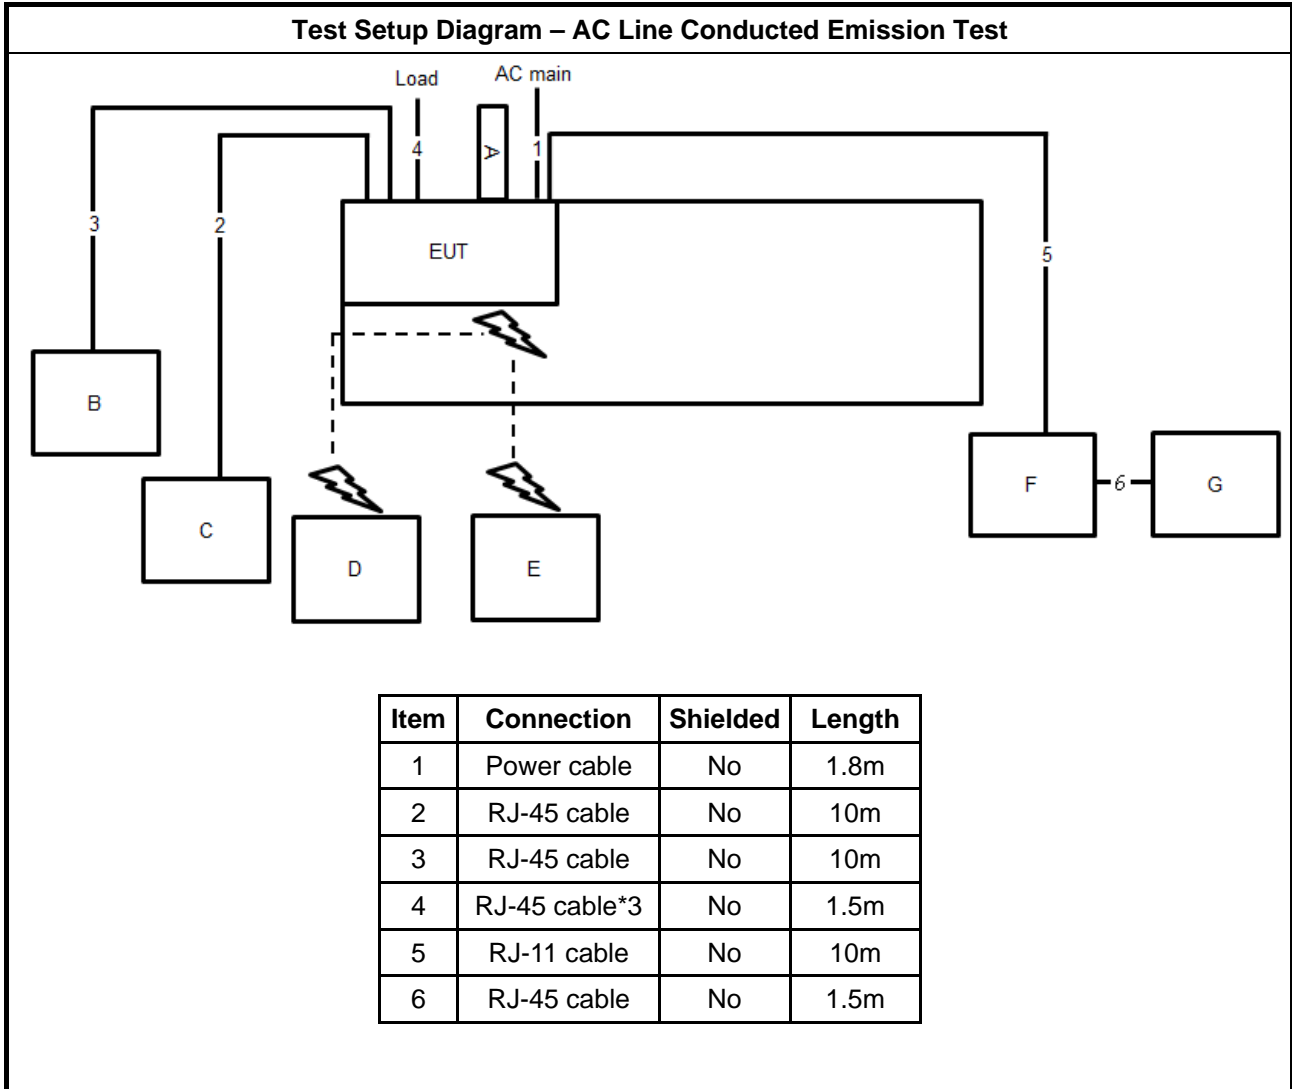 Test Setup Diagram – AC Line Conducted Emission Test
Load
AC main
4
A
1
3
2
EUT
5
B
C
D
E
F
6
G
Item Connection Shielded Length
1 Power cable No 1.8m
2 RJ-45 cable No 10m
3 RJ-45 cable No 10m
4 RJ-45 cable*3 No 1.5m
5 RJ-11 cable No 10m
6 RJ-45 cable No 1.5m